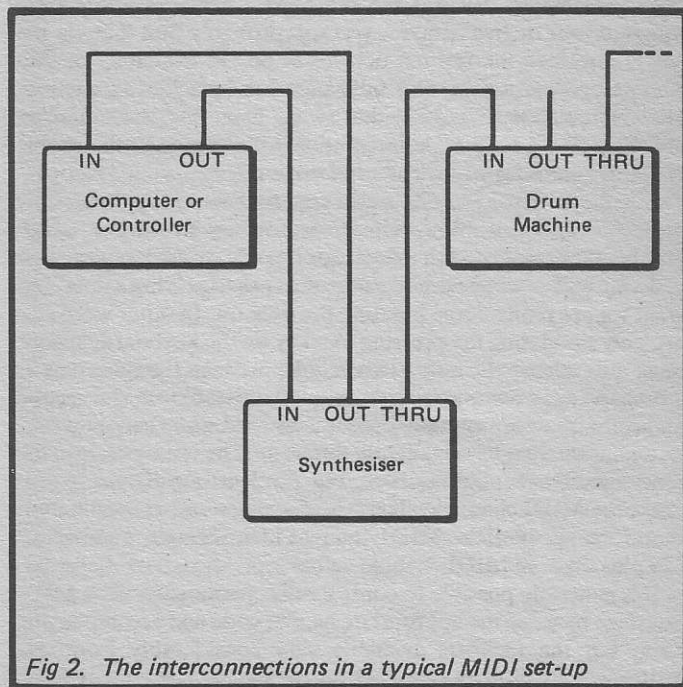 IN OUT
Computer or
Controller
IN OUT THRU
Drum
Machine
IN OUT THRU
Synthesiser
Fig 2. The interconnections in a typical MIDI set-up